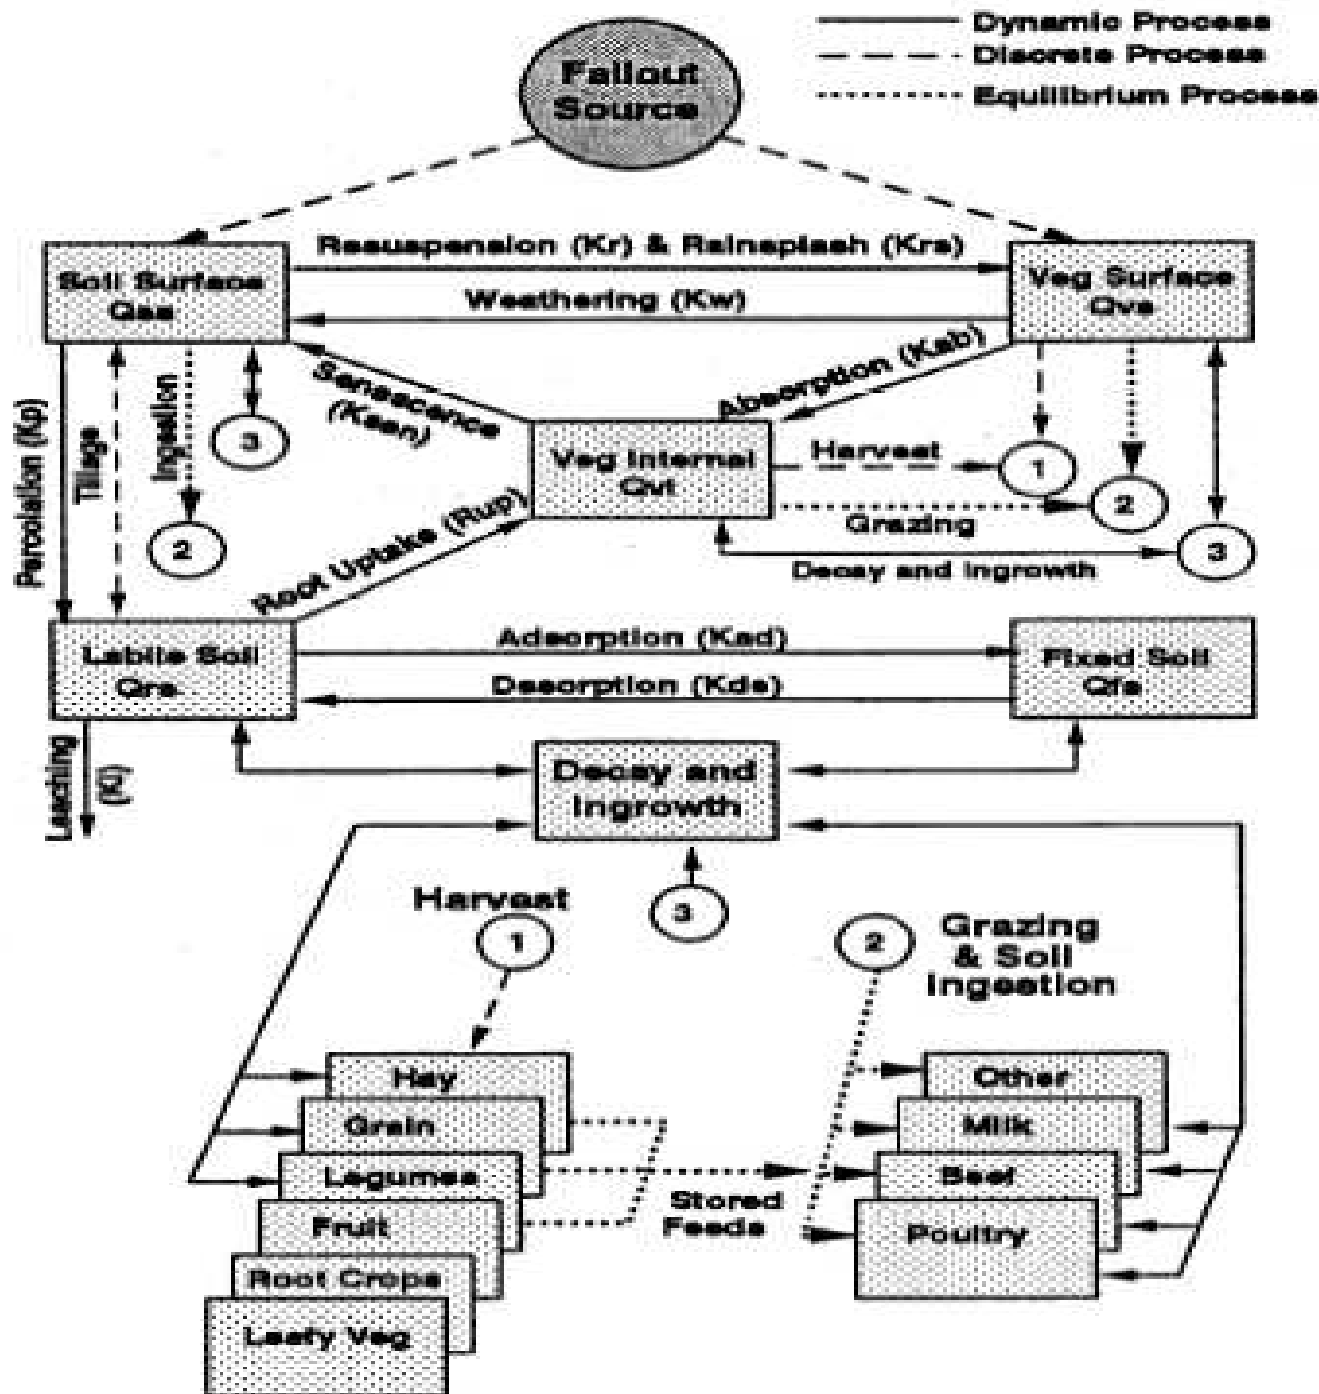 Dynamic Process
Discrete Process
Equilibrium Process
Fallout
Source
Resuspension (Kr) & Rainsplash (Krs)
Soil Surface
Qss
Veg Surface
Qvs
Weathering (Kw)
Absorption (Kab)
Senescence
(Ksen)
Percolation (Kp)
Tillage
Ingestion
3
2
Veg Internal
Qvi
Harvest
1
2
Grazing
3
Decay and Ingrowth
Root Uptake (Rup)
Labile Soil
Qrs
Adsorption (Kad)
Desorption (Kds)
Fixed Soil
Qfs
Leaching
(Kl)
Decay and
Ingrowth
3
Harvest
1
2
Grazing
& Soil
Ingestion
Hay
Grain
Legumes
Fruit
Root Crops
Leafy Veg
Stored
Feeds
Other
Milk
Beef
Poultry